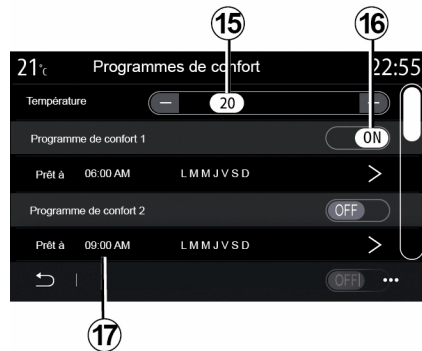 15 16
21°c Programmes de confort 22:55
Température — 20 +
Programme de confort 1 ON
Prêt à 06:00 AM L M M J V S D >
Programme de confort 2 OFF
Prêt à 09:00 AM L M M J V S D >
OFF
17